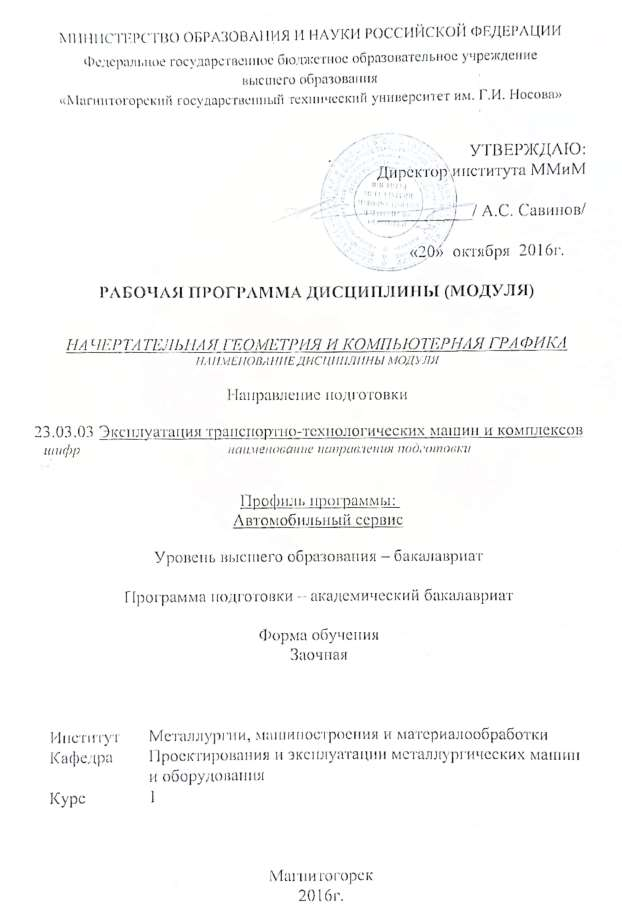 МИНИСТЕРСТВО ОБРАЗОВАНИЯ И НАУКИ РОССИЙСКОЙ ФЕДЕРАЦИИ
Федеральное государственное бюджетное образовательное учреждение
высшего образования
«Магнитогорский государственный технический университет им. Г.И. Носова»
УТВЕРЖДАЮ:
Директор института ММиМ
/ А.С. Савинов/
«20» октября 2016г.
РАБОЧАЯ ПРОГРАММА ДИСЦИПЛИНЫ (МОДУЛЯ)
НАЧЕРТАТЕЛЬНАЯ ГЕОМЕТРИЯ И КОМПЬЮТЕРНАЯ ГРАФИКА
НАИМЕНОВАНИЕ ДИСЦИПЛИНЫ МОДУЛЯ
Направление подготовки
23.03.03 Эксплуатация транспортно-технологических машин и комплексов
шифр наименование направления подготовки
Профиль программы:
Автомобильный сервис
Уровень высшего образования – бакалавриат
Программа подготовки – академический бакалавриат
Форма обучения
Заочная
Институт Металлургии, машиностроения и материалообработки
Кафедра Проектирования и эксплуатации металлургических машин
и оборудования
Курс 1
Магнитогорск
2016г.